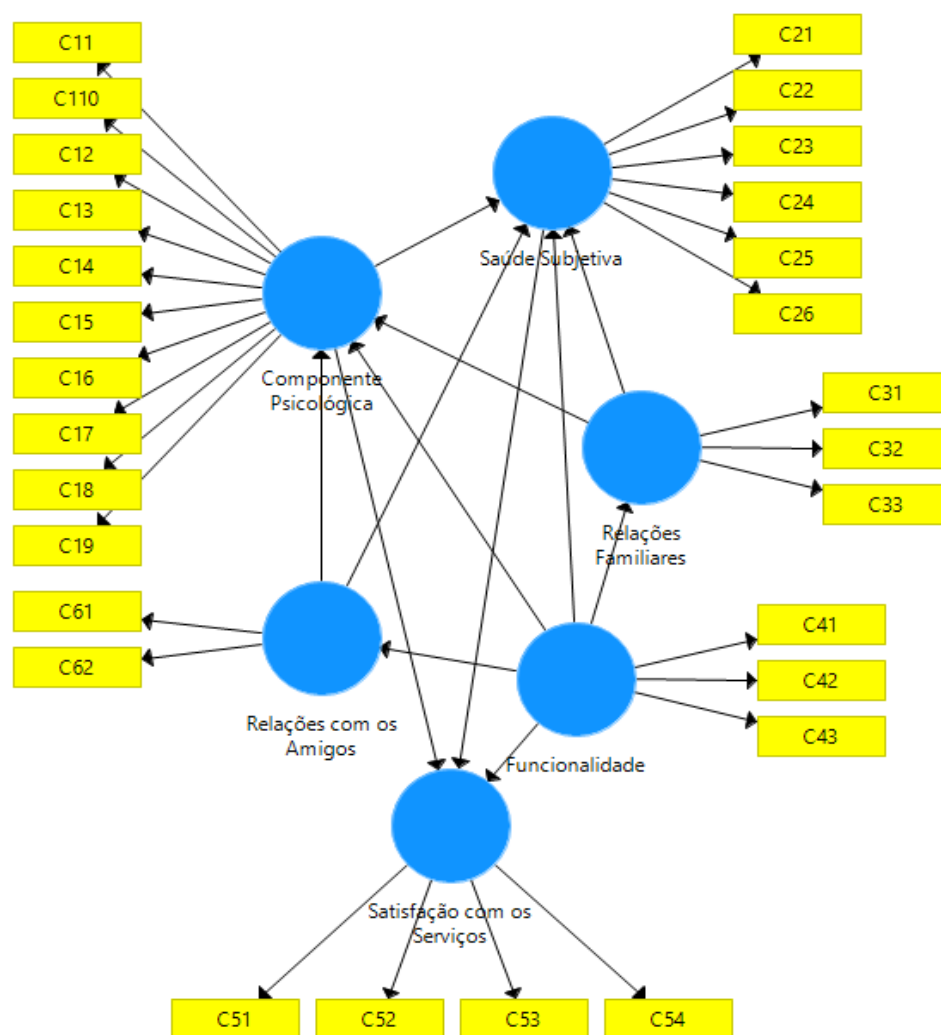 C11
C110
C12
C13
C14
C15
C16
C17
C18
C19
C61
C62
Componente
Psicológica
Saúde Subjetiva
C21
C22
C23
C24
C25
C26
Relações
Familiares
C31
C32
C33
Relações com os
Amigos
Funcionalidade
C41
C42
C43
Satisfação com os
Serviços
C51
C52
C53
C54